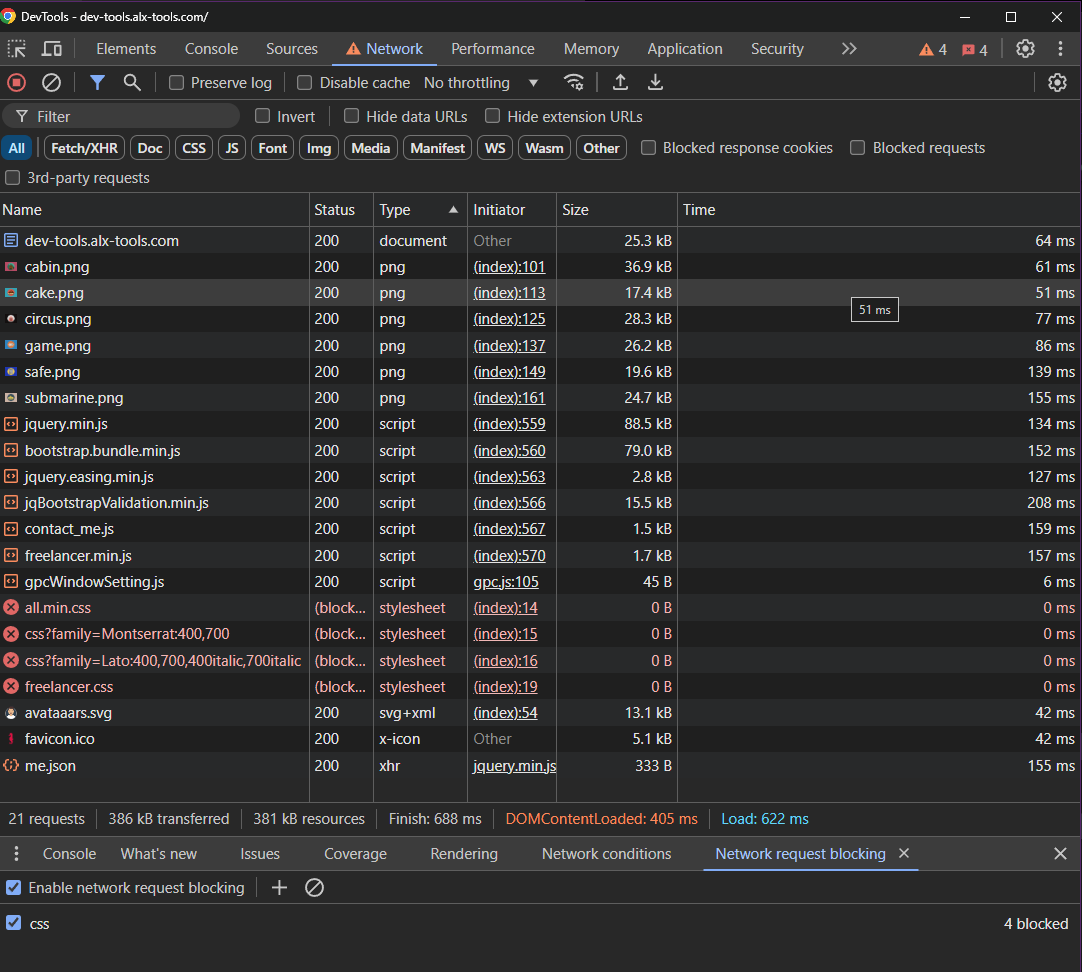 DevTools - dev-tools.alx-tools.com/
Elements Console Sources Network Performance Memory Application Security 4 4
Preserve log Disable cache No throttling
Filter Invert Hide data URLs Hide extension URLs
All Fetch/XHR Doc CSS JS Font Img Media Manifest WS Wasm Other Blocked response cookies Blocked requests
3rd-party requests
Name Status Type Initiator Size Time
dev-tools.alx-tools.com 200 document Other 25.3 kB 64 ms
cabin.png 200 png (index):101 36.9 kB 61 ms
cake.png 200 png (index):113 17.4 kB 51 ms
51 ms
circus.png 200 png (index):125 28.3 kB 77 ms
game.png 200 png (index):137 26.2 kB 86 ms
safe.png 200 png (index):149 19.6 kB 139 ms
submarine.png 200 png (index):161 24.7 kB 155 ms
jquery.min.js 200 script (index):559 88.5 kB 134 ms
bootstrap.bundle.min.js 200 script (index):560 79.0 kB 152 ms
jquery.easing.min.js 200 script (index):563 2.8 kB 127 ms
jqBootstrapValidation.min.js 200 script (index):566 15.5 kB 208 ms
contact_me.js 200 script (index):567 1.5 kB 159 ms
freelancer.min.js 200 script (index):570 1.7 kB 157 ms
gpcWindowSetting.js 200 script gpc.js:105 45 B 6 ms
all.min.css (block... stylesheet (index):14 0 B 0 ms
css?family=Montserrat:400,700 (block... stylesheet (index):15 0 B 0 ms
css?family=Lato:400,700,400italic,700italic (block... stylesheet (index):16 0 B 0 ms
freelancer.css (block... stylesheet (index):19 0 B 0 ms
avataaars.svg 200 svg+xml (index):54 13.1 kB 42 ms
favicon.ico 200 x-icon Other 5.1 kB 42 ms
me.json 200 xhr jquery.min.js 333 B 155 ms
21 requests 386 kB transferred 381 kB resources Finish: 688 ms DOMContentLoaded: 405 ms Load: 622 ms
Console What's new Issues Coverage Rendering Network conditions Network request blocking
Enable network request blocking
css 4 blocked